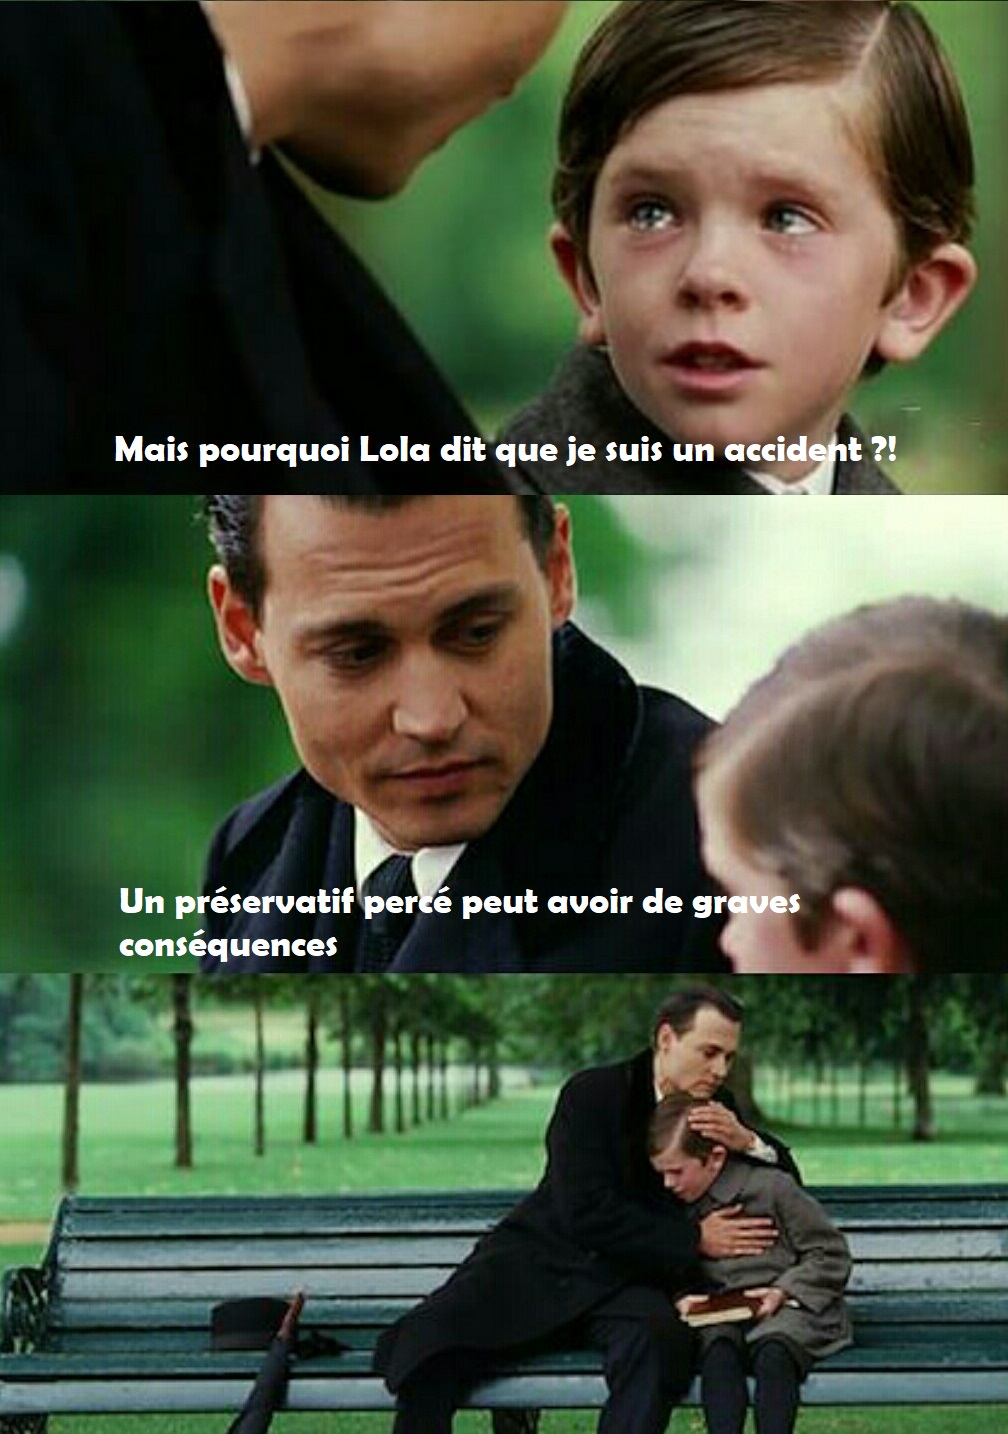 Mais pourquoi Lola dit que je suis un accident ?!
Un préservatif percé peut avoir de graves
conséquences